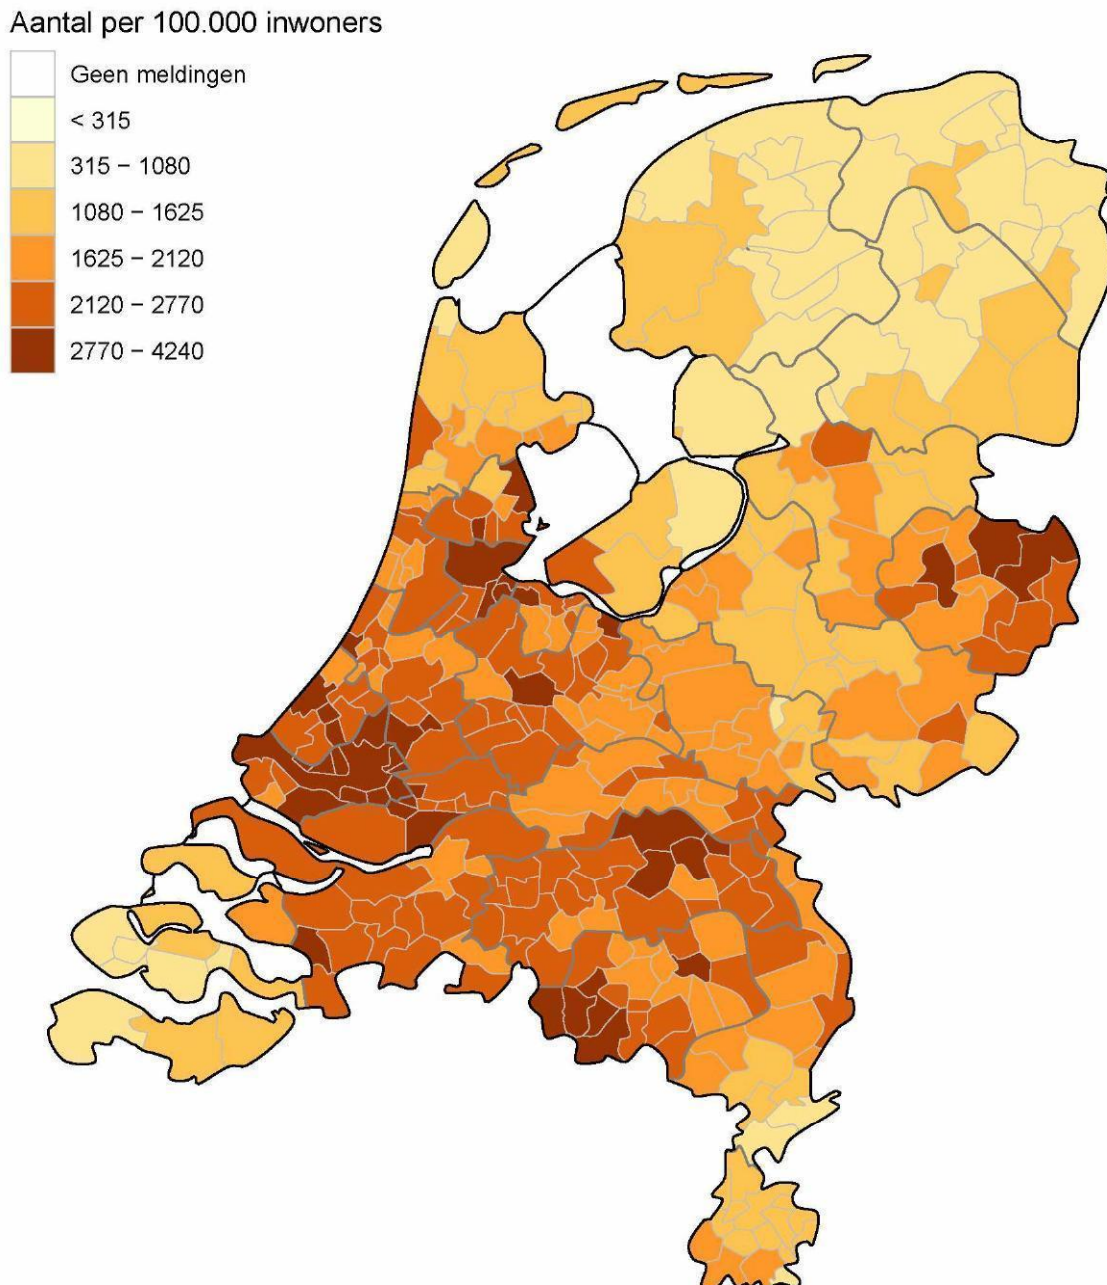 Aantal per 100.000 inwoners
Geen meldingen
< 315
315 − 1080
1080 − 1625
1625 − 2120
2120 − 2770
2770 − 4240